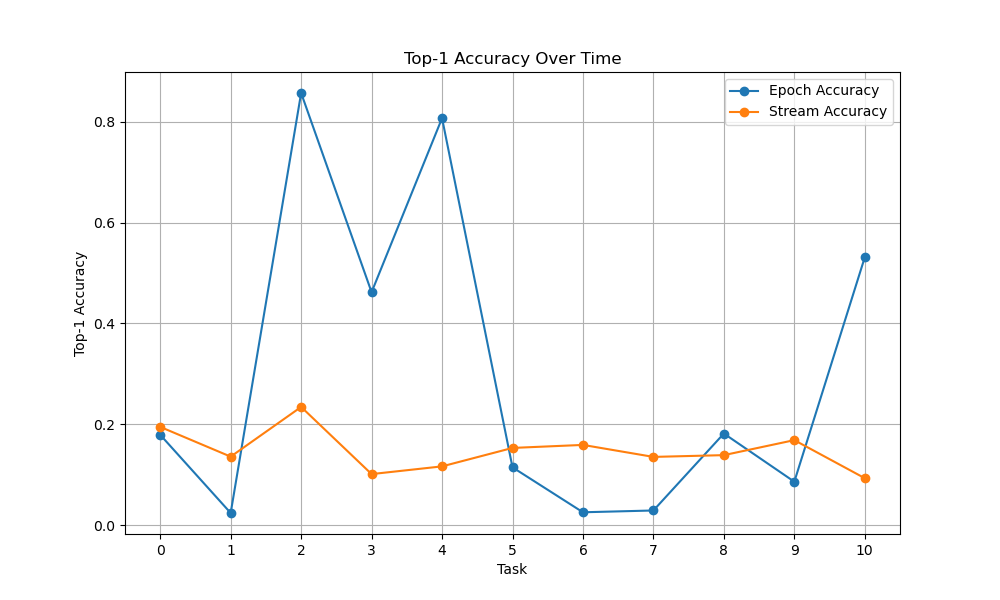 Top-1 Accuracy Over Time
Epoch Accuracy
Stream Accuracy
0.8
0.6
0.4
0.2
0.0
Top-1 Accuracy
0 1 2 3 4 5 6 7 8 9 10
Task